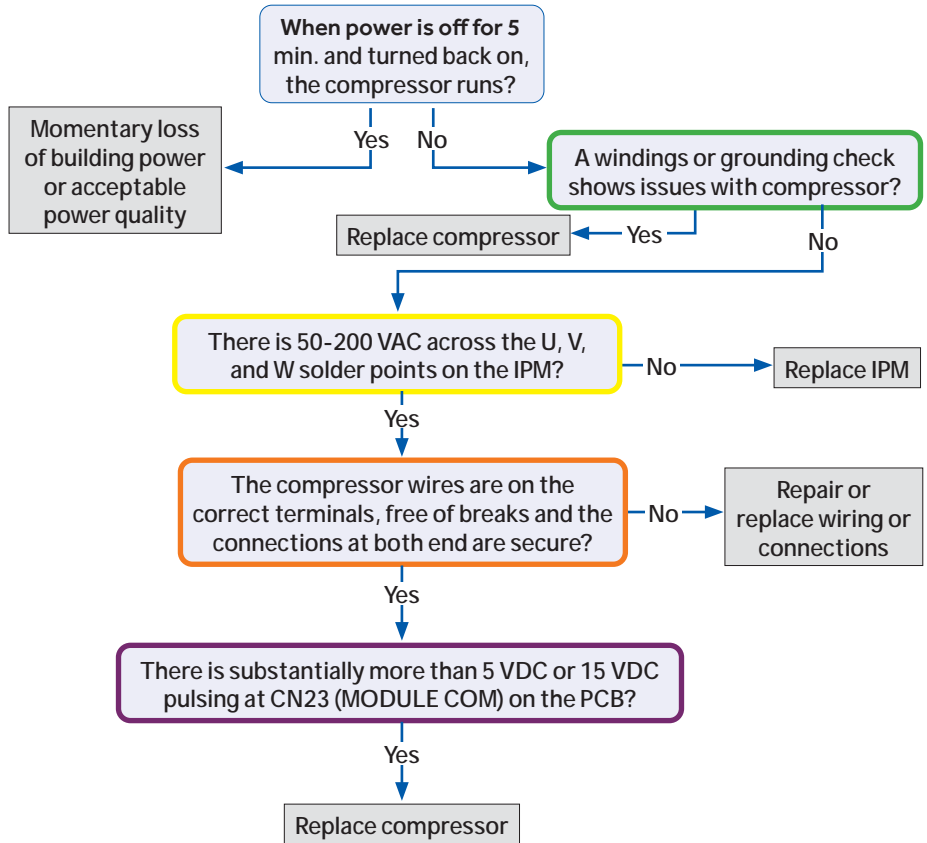 When power is off for 5
min. and turned back on,
the compressor runs?
Yes
No
Momentary loss
of building power
or acceptable
power quality
A windings or grounding check
shows issues with compressor?
Replace compressor
Yes
No
There is 50-200 VAC across the U, V,
and W solder points on the IPM?
No
Replace IPM
Yes
The compressor wires are on the
correct terminals, free of breaks and the
connections at both end are secure?
No
Repair or
replace wiring or
connections
Yes
There is substantially more than 5 VDC or 15 VDC
pulsing at CN23 (MODULE COM) on the PCB?
Yes
Replace compressor